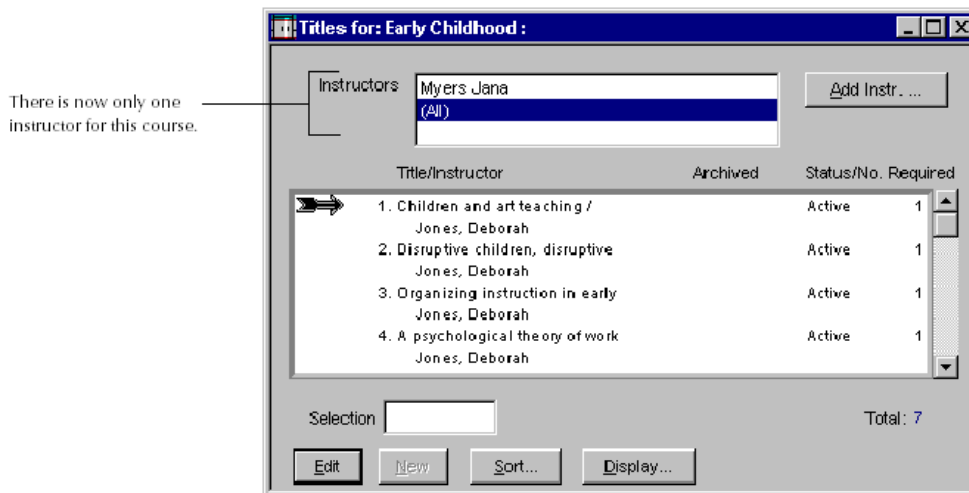 Titles for: Early Childhood :
There is now only one
instructor for this course.
Instructors
Myers Jana
(All)
Add Instr. ...
Title/Instructor Archived Status/No. Required
1. Children and art teaching / Active 1
Jones, Deborah
2. Disruptive children, disruptive Active 1
Jones, Deborah
3. Organizing instruction in early Active 1
Jones, Deborah
4. A psychological theory of work Active 1
Jones, Deborah
Selection Total: 7
Edit New Sort... Display...